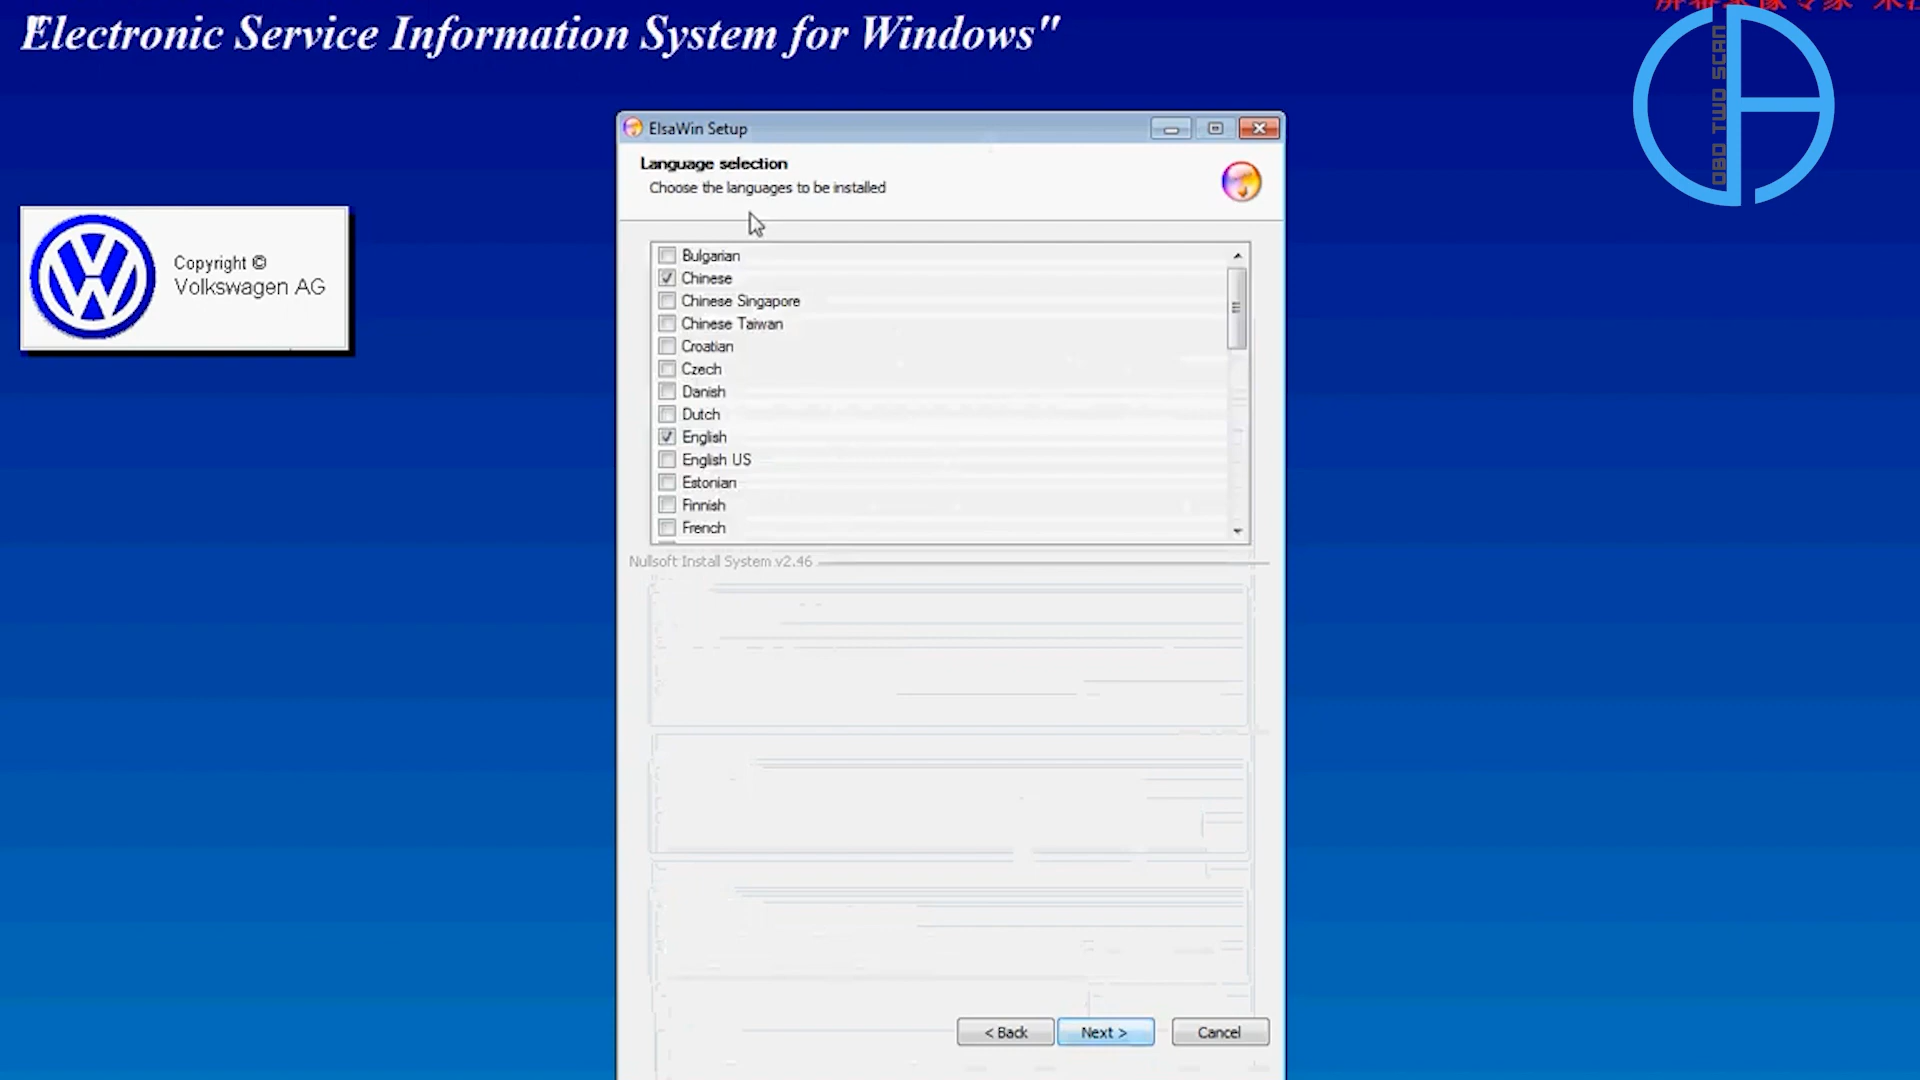 "Electronic Service Information System for Windows"
OBD TWO SCAN
ElsaWin Setup
Language selection
Choose the languages to be installed
Copyright ©
Volkswagen AG
Bulgarian
Chinese
Chinese Singapore
Chinese Taiwan
Croatian
Czech
Danish
Dutch
English
English US
Estonian
Finnish
French
Nullsoft Install System v2.46
< Back
Next >
Cancel